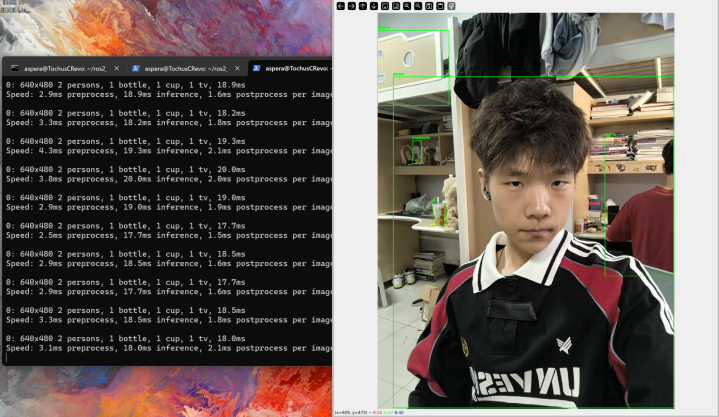 aspera@TochusCRevo: ~/ros2_
aspera@TochusCRevo: ~/ros2_
aspera@TochusCRevo: ~/ros2_
0: 640x480 2 persons, 1 bottle, 1 cup, 1 tv, 18.9ms
Speed: 2.9ms preprocess, 18.9ms inference, 1.6ms postprocess per image
0: 640x480 2 persons, 1 bottle, 1 cup, 1 tv, 18.2ms
Speed: 3.3ms preprocess, 18.2ms inference, 1.8ms postprocess per image
0: 640x480 2 persons, 1 bottle, 1 cup, 1 tv, 19.3ms
Speed: 4.3ms preprocess, 19.3ms inference, 2.1ms postprocess per image
0: 640x480 2 persons, 1 bottle, 1 cup, 1 tv, 20.0ms
Speed: 3.8ms preprocess, 20.0ms inference, 2.0ms postprocess per image
0: 640x480 2 persons, 1 bottle, 1 cup, 1 tv, 19.0ms
Speed: 2.9ms preprocess, 19.0ms inference, 1.9ms postprocess per image
0: 640x480 2 persons, 1 bottle, 1 cup, 1 tv, 17.7ms
Speed: 2.5ms preprocess, 17.7ms inference, 1.5ms postprocess per image
0: 640x480 2 persons, 1 bottle, 1 cup, 1 tv, 18.5ms
Speed: 2.9ms preprocess, 18.5ms inference, 1.6ms postprocess per image
0: 640x480 2 persons, 1 bottle, 1 cup, 1 tv, 17.7ms
Speed: 2.9ms preprocess, 17.7ms inference, 1.6ms postprocess per image
0: 640x480 2 persons, 1 bottle, 1 cup, 1 tv, 18.5ms
Speed: 3.3ms preprocess, 18.5ms inference, 1.8ms postprocess per image
0: 640x480 2 persons, 1 bottle, 1 cup, 1 tv, 18.0ms
Speed: 3.1ms preprocess, 18.0ms inference, 2.1ms postprocess per image